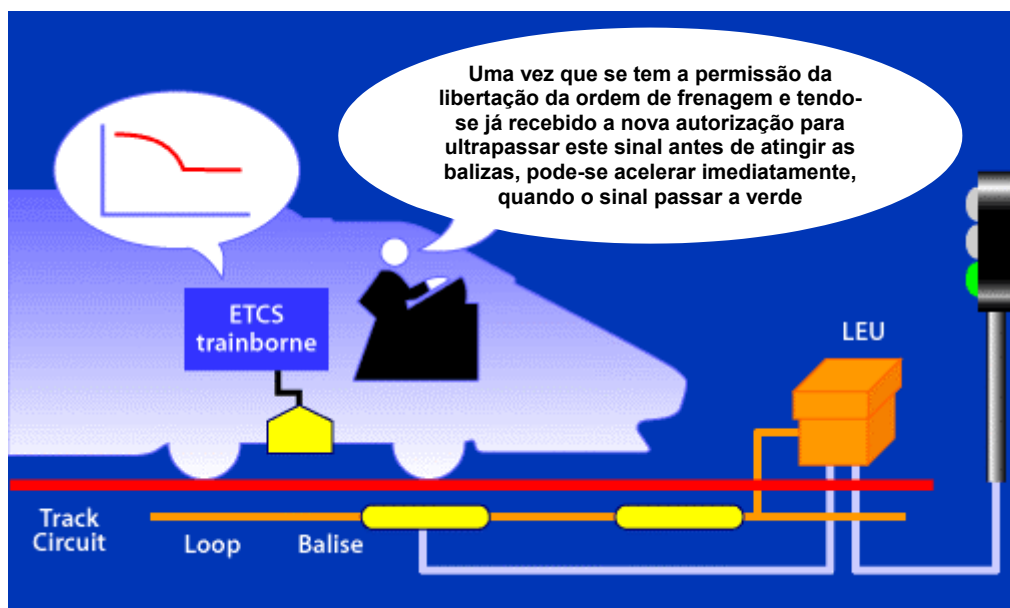 Uma vez que se tem a permissão da
libertação da ordem de frenagem e tendo-
se já recebido a nova autorização para
ultrapassar este sinal antes de atingir as
balizas, pode-se acelerar imediatamente,
quando o sinal passar a verde
ETCS
trainborne
LEU
Track
Circuit
Loop
Balise